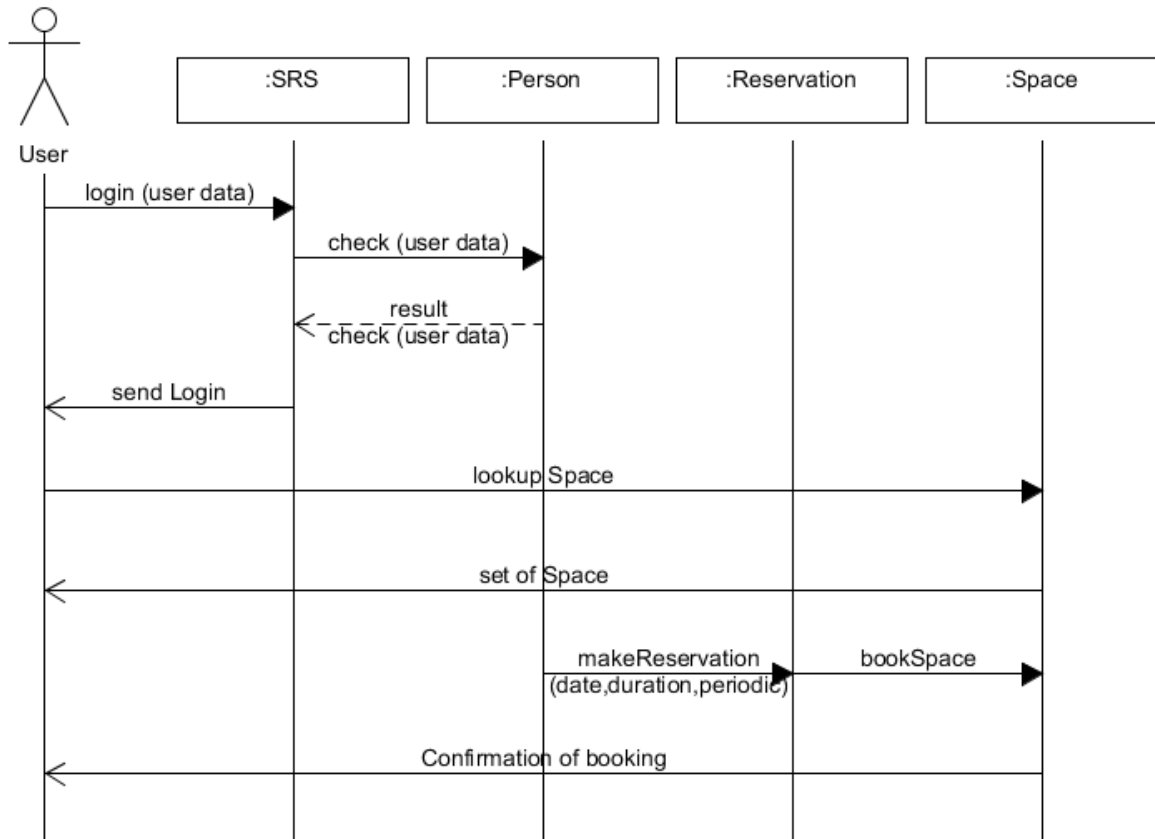 :SRS
:Person
:Reservation
:Space
User
login (user data)
check (user data)
result
check (user data)
send Login
lookup Space
set of Space
makeReservation
(date,duration,periodic)
bookSpace
Confirmation of booking